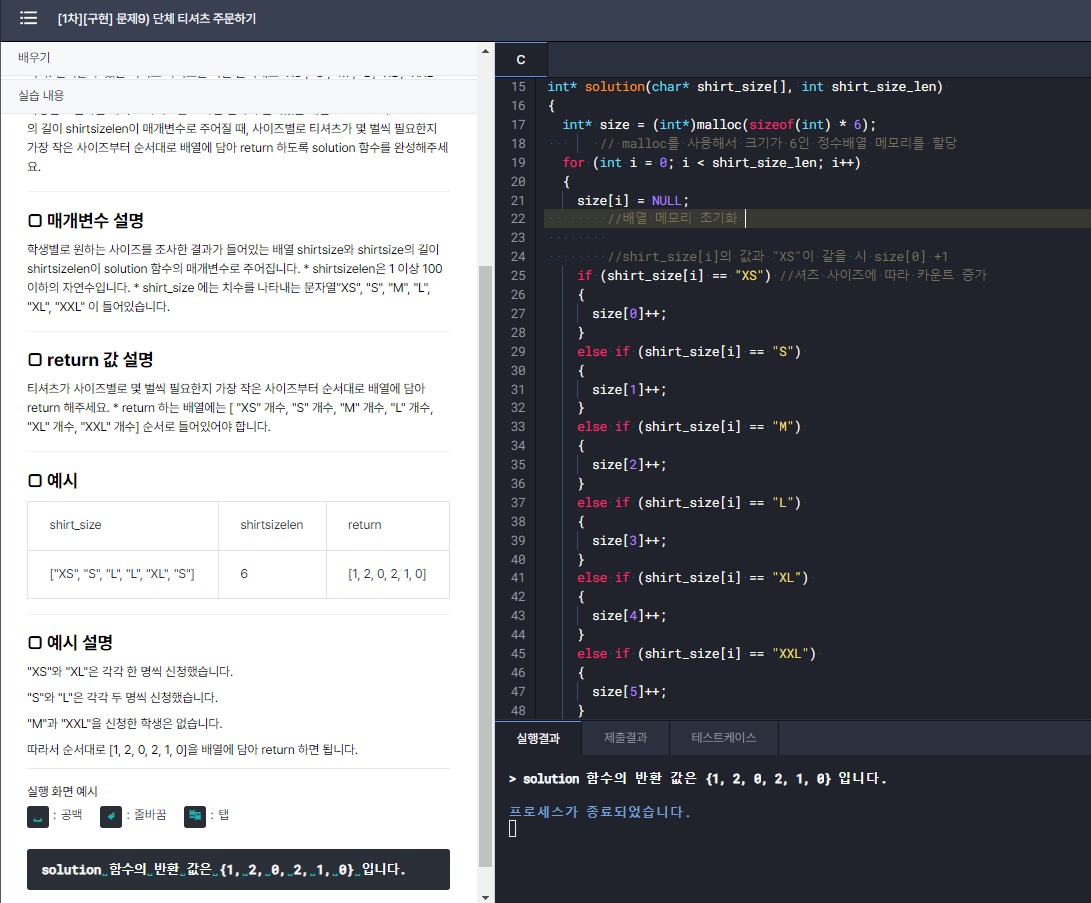 [1차][구현] 문제9) 단체 티셔츠 주문하기
배우기
실습 내용
의 길이 shirtsizelen이 매개변수로 주어질 때, 사이즈별로 티셔츠가 몇 벌씩 필요한지
가장 작은 사이즈부터 순서대로 배열에 담아 return 하도록 solution 함수를 완성해주세
요.
매개변수 설명
학생별로 원하는 사이즈를 조사한 결과가 들어있는 배열 shirtsize와 shirtsize의 길이
shirtsizelen이 solution 함수의 매개변수로 주어집니다. * shirtsizelen은 1 이상 100
이하의 자연수입니다. * shirt_size 에는 치수를 나타내는 문자열"XS", "S", "M", "L",
"XL", "XXL" 이 들어있습니다.
return 값 설명
티셔츠가 사이즈별로 몇 벌씩 필요한지 가장 작은 사이즈부터 순서대로 배열에 담아
return 해주세요. * return 하는 배열에는 [ "XS" 개수, "S" 개수, "M" 개수, "L" 개수,
"XL" 개수, "XXL" 개수] 순서로 들어있어야 합니다.
예시
shirt_size shirtsizelen return
["XS", "S", "L", "L", "XL", "S"] 6 [1, 2, 0, 2, 1, 0]
예시 설명
"XS"와 "XL"은 각각 한 명씩 신청했습니다.
"S"와 "L"은 각각 두 명씩 신청했습니다.
"M"과 "XXL"을 신청한 학생은 없습니다.
따라서 순서대로 [1, 2, 0, 2, 1, 0]을 배열에 담아 return 하면 됩니다.
실행 화면 예시
: 공백 : 줄바꿈 : 탭
solution 함수의 반환 값은 {1, 2, 0, 2, 1, 0} 입니다.
C
15 int* solution(char* shirt_size[], int shirt_size_len)
16 {
17 int* size = (int*)malloc(sizeof(int) * 6);
18 // malloc를 사용해서 크기가 6인 정수배열 메모리를 할당
19 for (int i = 0; i < shirt_size_len; i++)
20 {
21 size[i] = NULL;
22 //배열 메모리 초기화
23
24 //shirt_size[i]의 값과 "XS"이 같을 시 size[0] +1
25 if (shirt_size[i] == "XS") //셔츠 사이즈에 따라 카운트 증가
26 {
27 size[0]++;
28 }
29 else if (shirt_size[i] == "S")
30 {
31 size[1]++;
32 }
33 else if (shirt_size[i] == "M")
34 {
35 size[2]++;
36 }
37 else if (shirt_size[i] == "L")
38 {
39 size[3]++;
40 }
41 else if (shirt_size[i] == "XL")
42 {
43 size[4]++;
44 }
45 else if (shirt_size[i] == "XXL")
46 {
47 size[5]++;
48 }
실행결과 제출결과 테스트케이스
> solution 함수의 반환 값은 {1, 2, 0, 2, 1, 0} 입니다.
프로세스가 종료되었습니다.